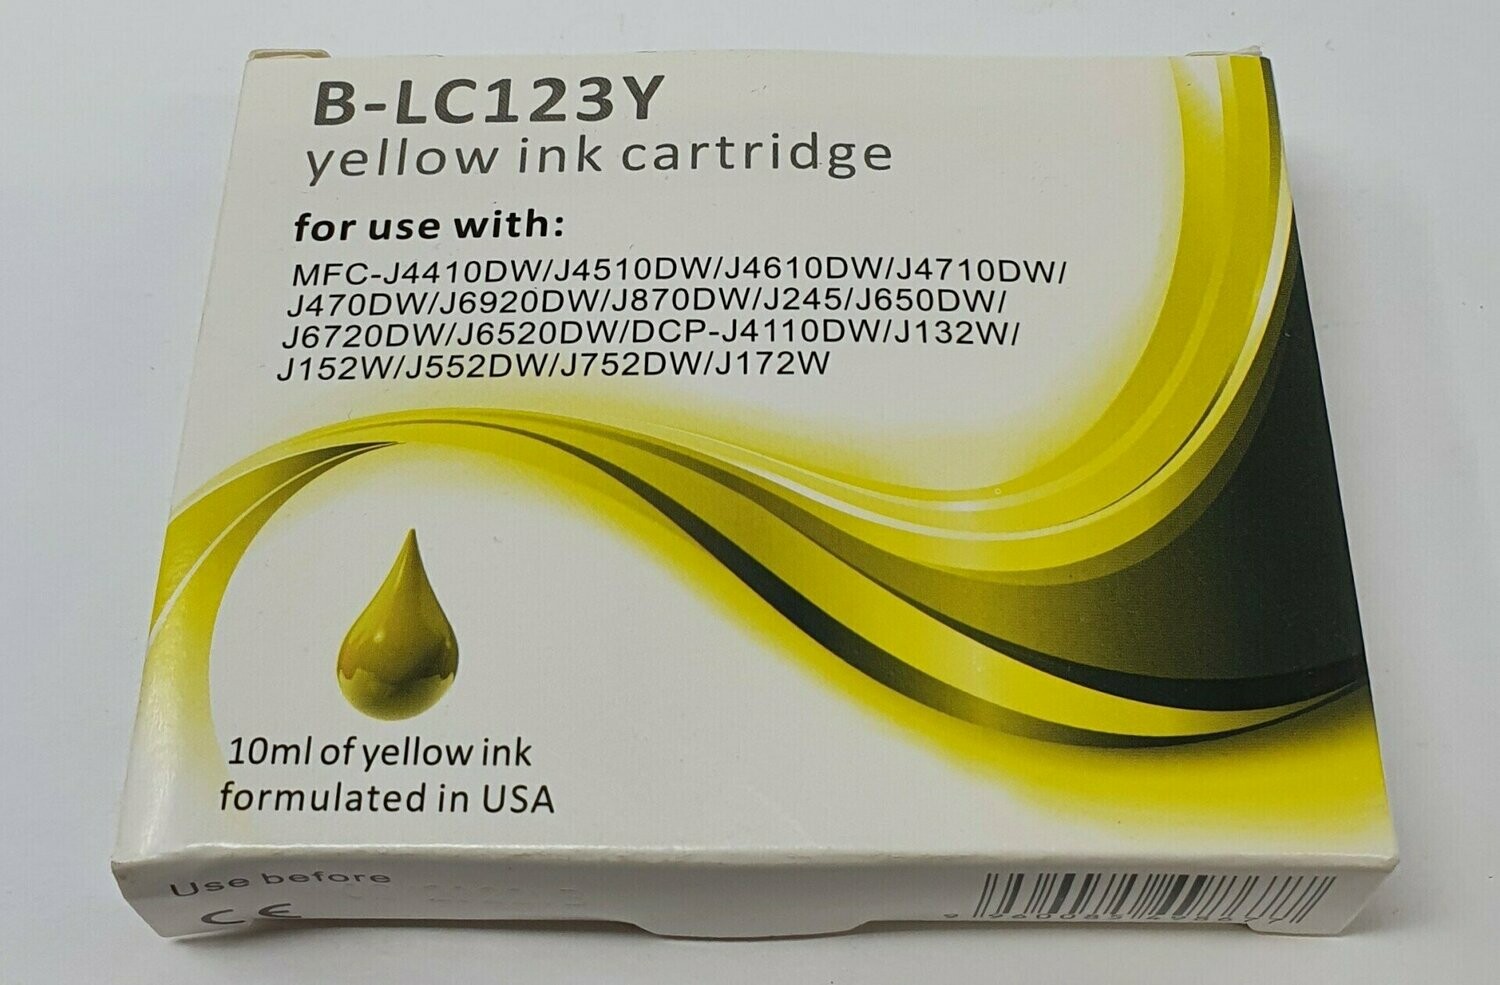 B-LC123Y
yellow ink cartridge
for use with:
MFC-J4410DW/J4510DW/J4610DW/J4710DW/
J470DW/J6920DW/J870DW/J245/J650DW/
J6720DW/J6520DW/DCP-J4110DW/J132W/
J152W/J552DW/J752DW/J172W
10ml of yellow ink
formulated in USA
Use before
CE